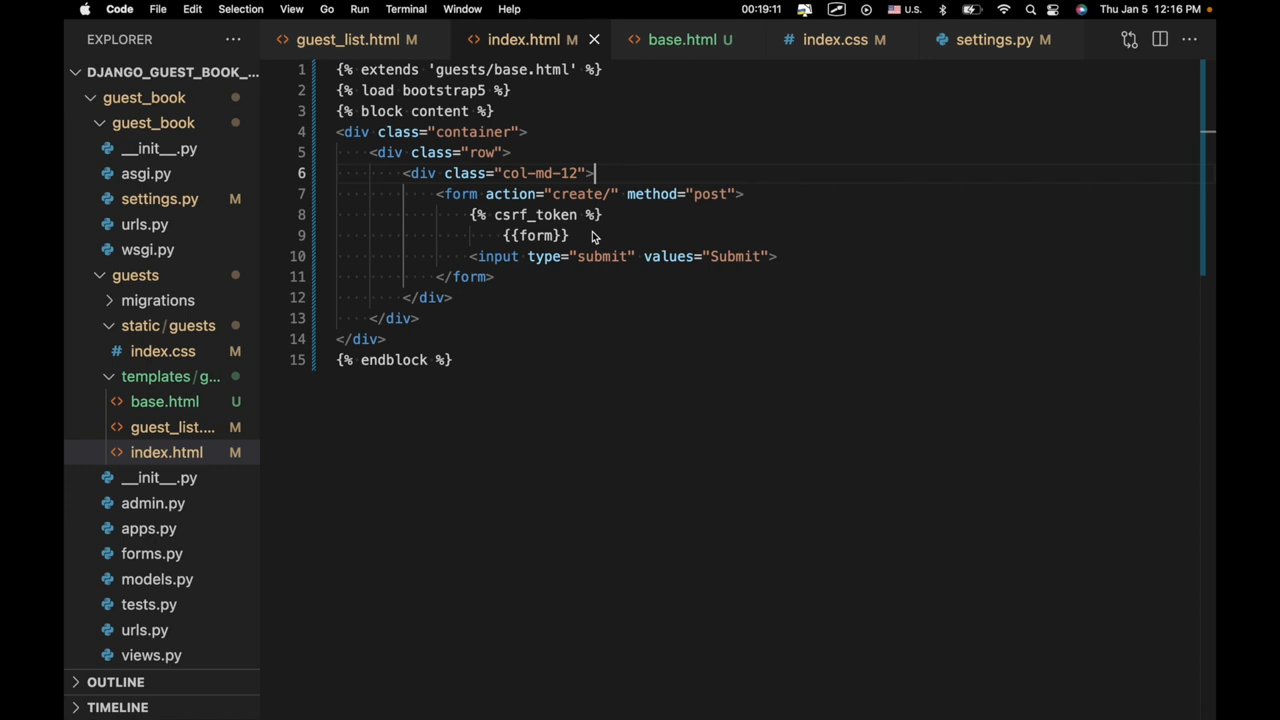 Code File Edit Selection View Go Run Terminal Window Help 00:19:11 U.S. Thu Jan 5 12:16 PM
EXPLORER ··· guest_list.html M index.html M base.html U index.css M settings.py M ···
DJANGO_GUEST_BOOK_...
guest_book
guest_book
__init__.py
asgi.py
settings.py M
urls.py
wsgi.py
guests
migrations
static/guests
index.css M
templates/g...
base.html U
guest_list.... M
index.html M
__init__.py
admin.py
apps.py
forms.py
models.py
tests.py
urls.py
views.py
OUTLINE
TIMELINE
1 {% extends 'guests/base.html' %}
2 {% load bootstrap5 %}
3 {% block content %}
4 <div class="container">
5 <div class="row">
6 <div class="col-md-12">
7 <form action="create/" method="post">
8 {% csrf_token %}
9 {{form}}
10 <input type="submit" values="Submit">
11 </form>
12 </div>
13 </div>
14 </div>
15 {% endblock %}